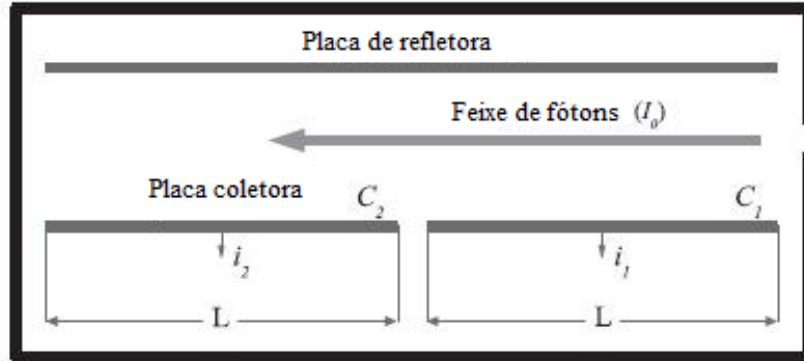 Placa de refletora
Feixe de fótons (I₀)
Placa coletora
C₂
C₁
i₂
i₁
L
L